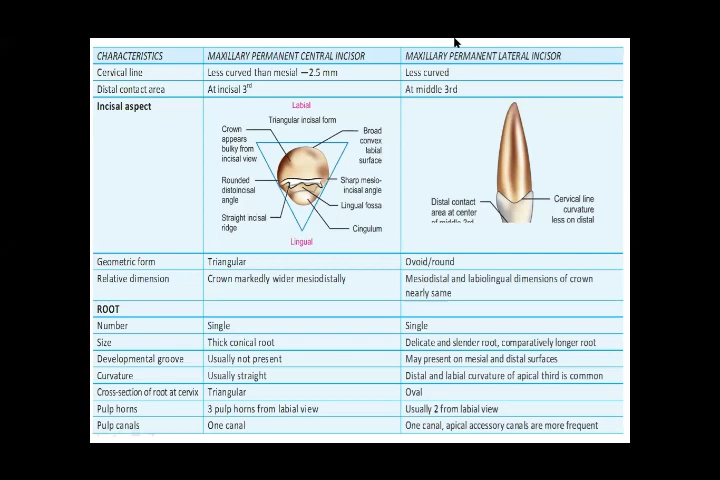 CHARACTERISTICS MAXILLARY PERMANENT CENTRAL INCISOR MAXILLARY PERMANENT LATERAL INCISOR
Cervical line Less curved than mesial —2.5 mm Less curved
Distal contact area At incisal 3rd At middle 3rd
Incisal aspect
Labial
Triangular incisal form
Crown
appears
bulky from
incisal view
Broad
convex
labial
surface
Rounded
distoincisal
angle
Sharp mesio-
incisal angle
Lingual fossa
Straight incisal
ridge
Cingulum
Lingual
Distal contact
area at center
of middle 3rd
Cervical line
curvature
less on distal
Geometric form Triangular Ovoid/round
Relative dimension Crown markedly wider mesiodistally Mesiodistal and labiolingual dimensions of crown
nearly same
ROOT
Number Single Single
Size Thick conical root Delicate and slender root, comparatively longer root
Developmental groove Usually not present May present on mesial and distal surfaces
Curvature Usually straight Distal and labial curvature of apical third is common
Cross-section of root at cervix Triangular Oval
Pulp horns 3 pulp horns from labial view Usually 2 from labial view
Pulp canals One canal One canal, apical accessory canals are more frequent